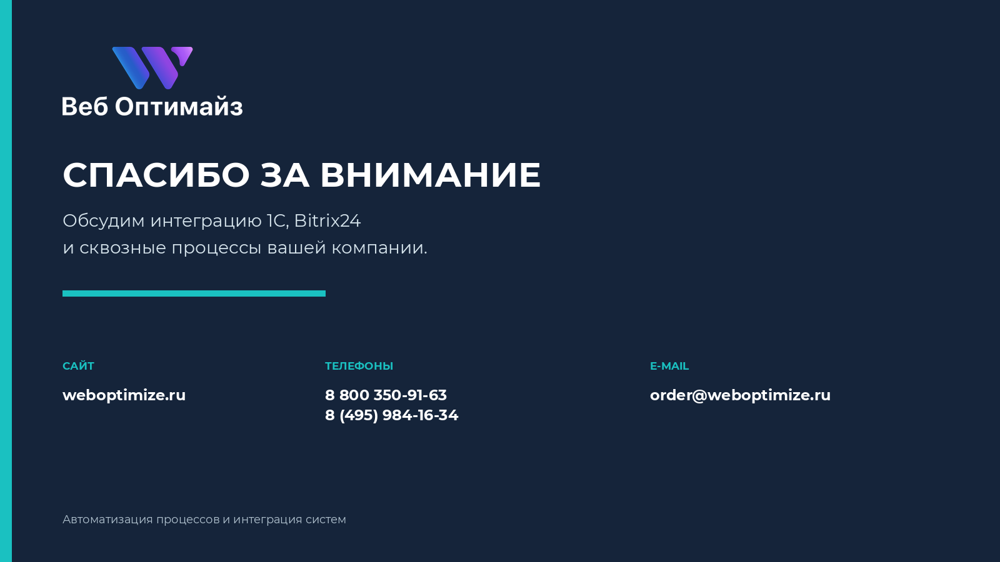 Веб Оптимайз
СПАСИБО ЗА ВНИМАНИЕ
Обсудим интеграцию 1С, Bitrix24
и сквозные процессы вашей компании.
САЙТ
weboptimize.ru
ТЕЛЕФОНЫ
8 800 350-91-63
8 (495) 984-16-34
E-MAIL
order@weboptimize.ru
Автоматизация процессов и интеграция систем